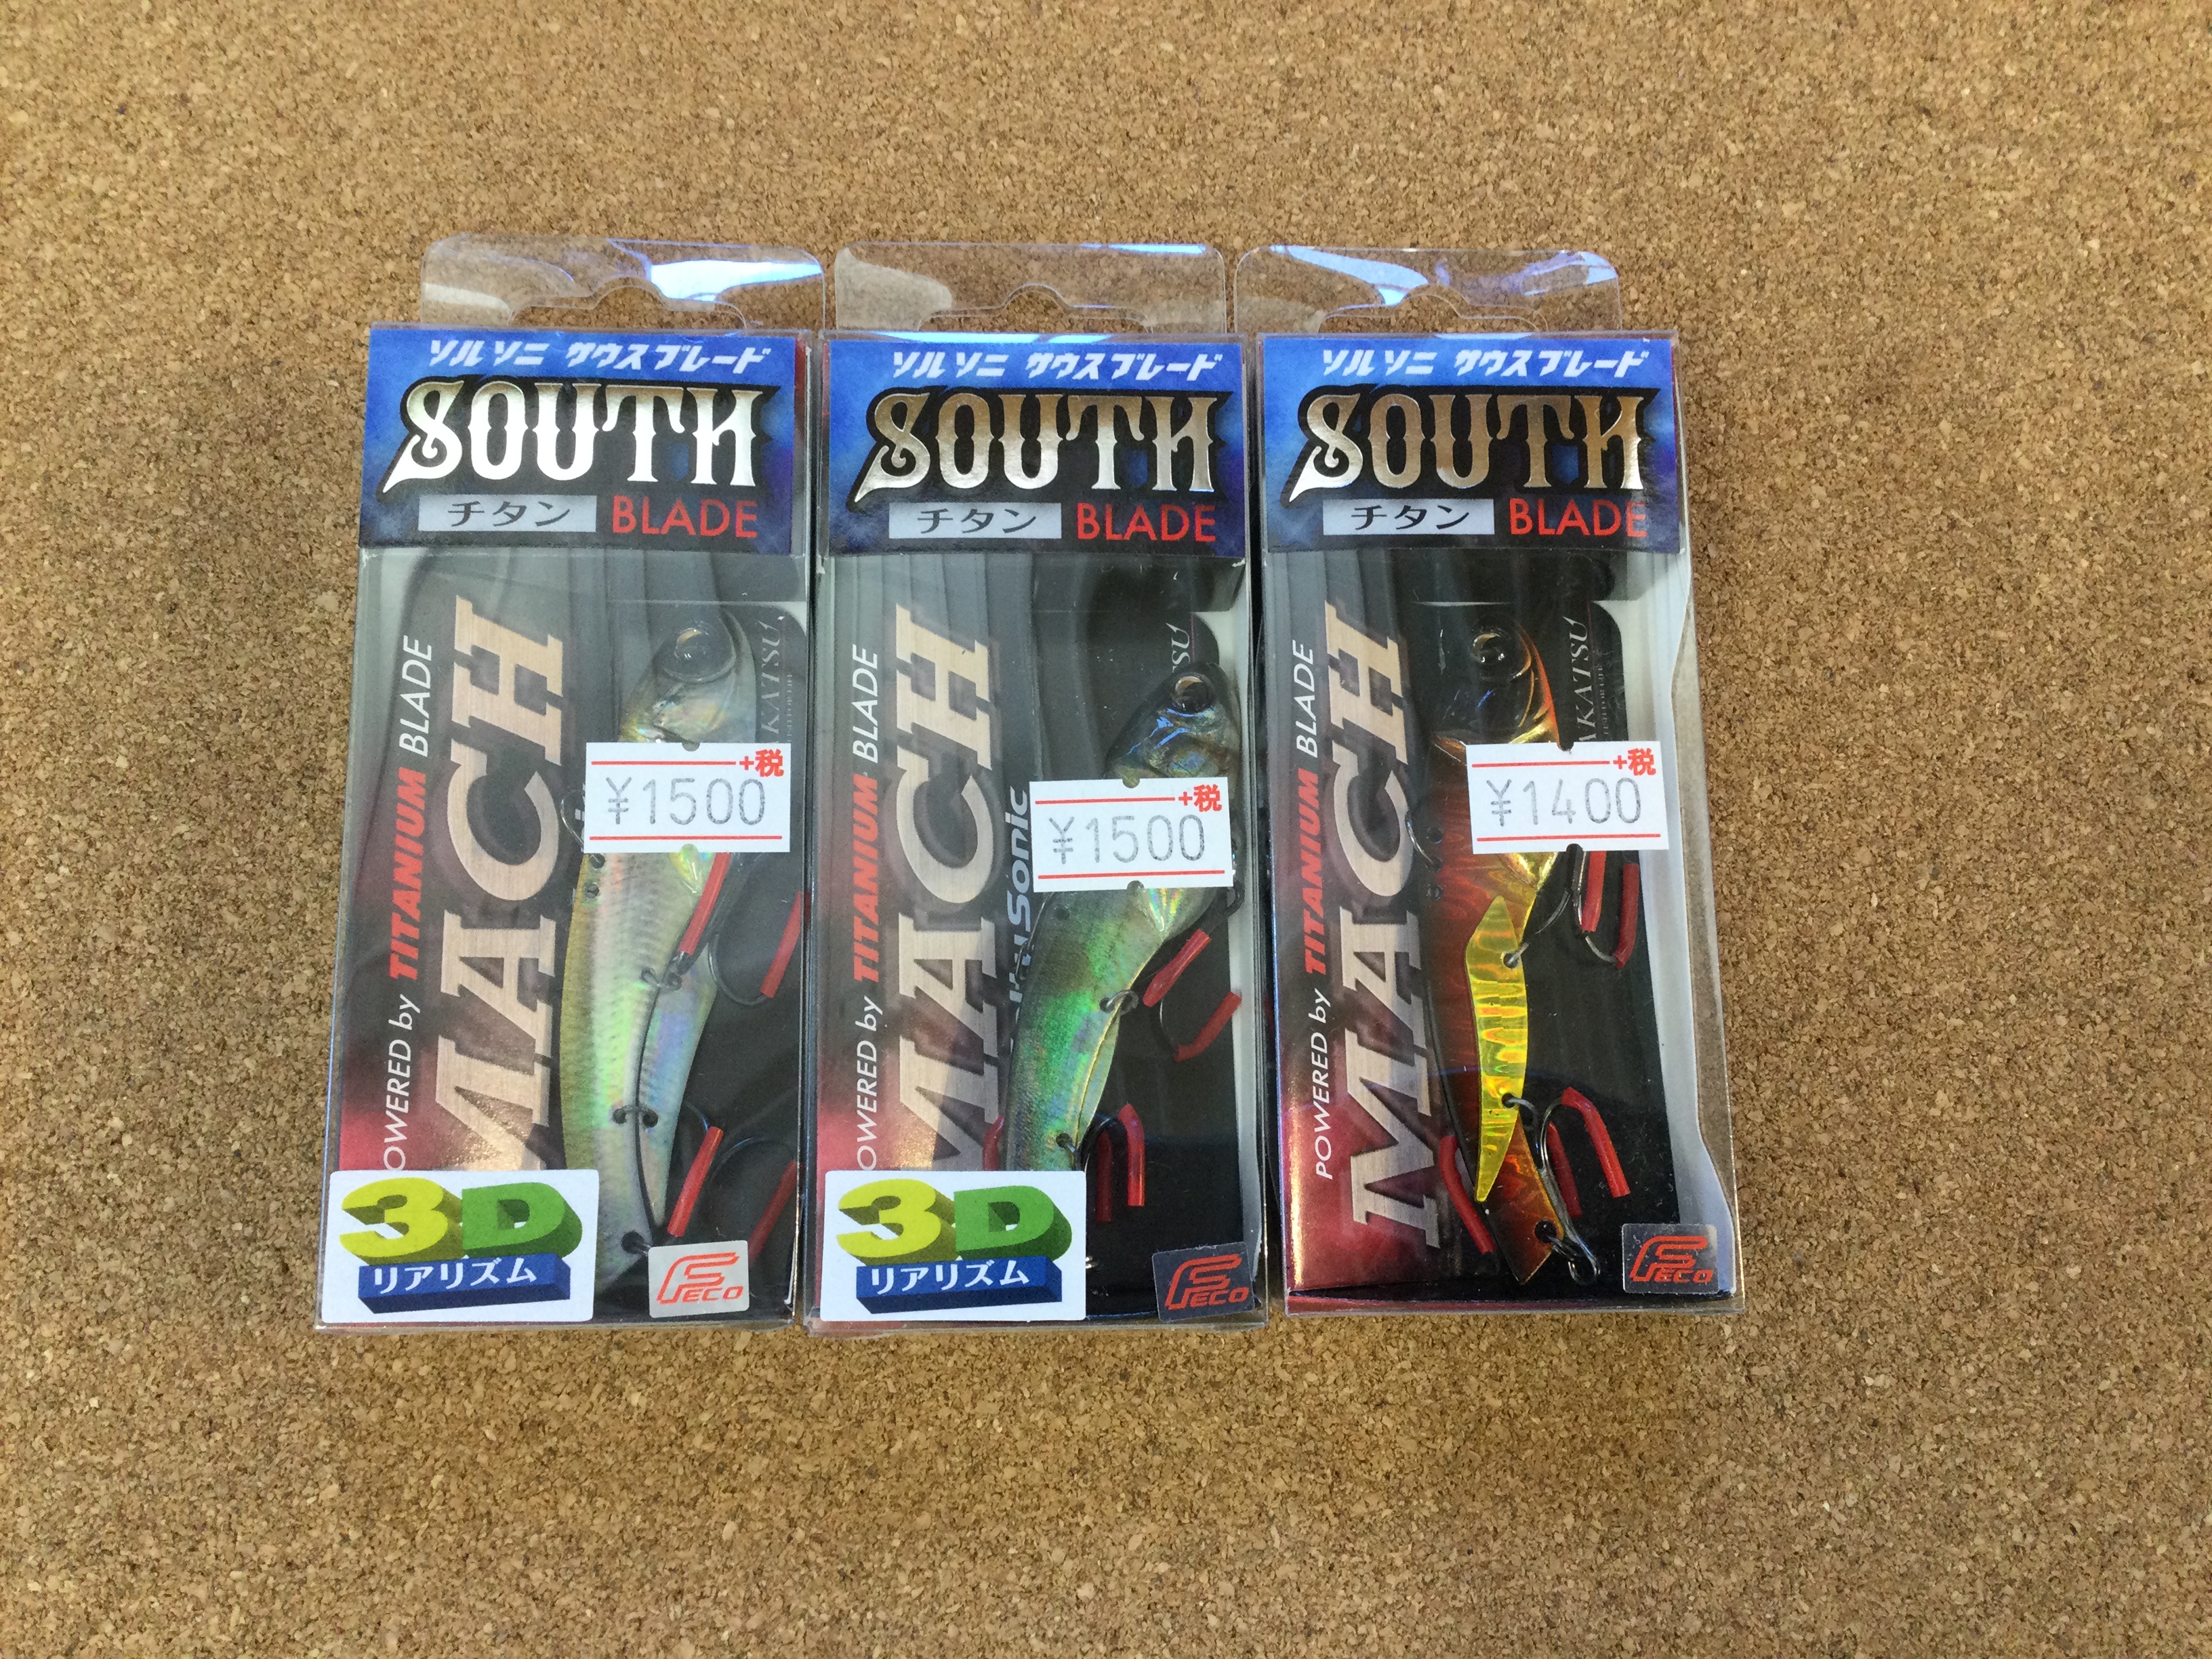 ソルソニ サウスブレード
SOUTH
チタン BLADE
POWERED by TITANIUM BLADE
MACH
+税
¥1500
3D
リアリズム
FECO
ソルソニ サウスブレード
SOUTH
チタン BLADE
POWERED by TITANIUM BLADE
MACH
Sonic
+税
¥1500
3D
リアリズム
FECO
ソルソニ サウスブレード
SOUTH
チタン BLADE
POWERED by TITANIUM BLADE
MACH
+税
¥1400
FECO